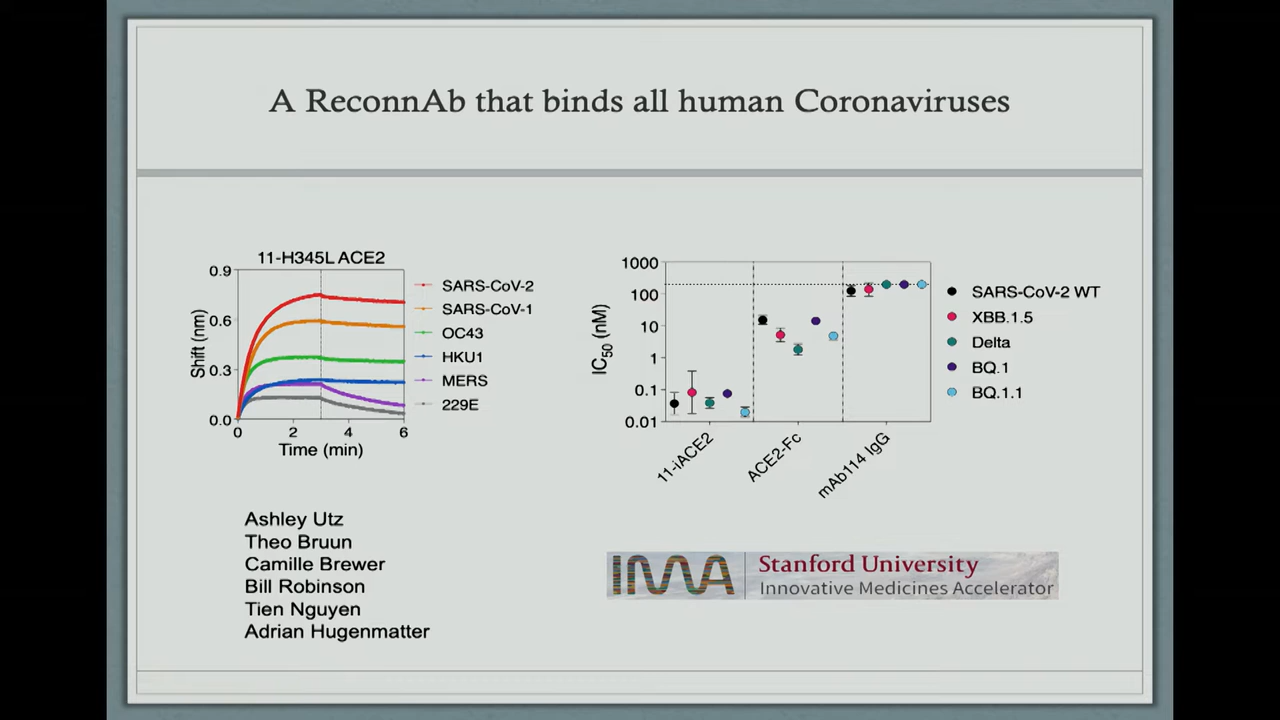 A ReconnAb that binds all human Coronaviruses
11-H345L ACE2
0.9
0.6
0.3
0.0
Shift (nm)
0
2
4
6
Time (min)
SARS-CoV-2
SARS-CoV-1
OC43
HKU1
MERS
229E
1000
100
10
1
0.1
0.01
IC50 (nM)
11-iACE2
ACE2-Fc
mAb114 IgG
SARS-CoV-2 WT
XBB.1.5
Delta
BQ.1
BQ.1.1
Ashley Utz
Theo Bruun
Camille Brewer
Bill Robinson
Tien Nguyen
Adrian Hugenmatter
IMA
Stanford University
Innovative Medicines Accelerator